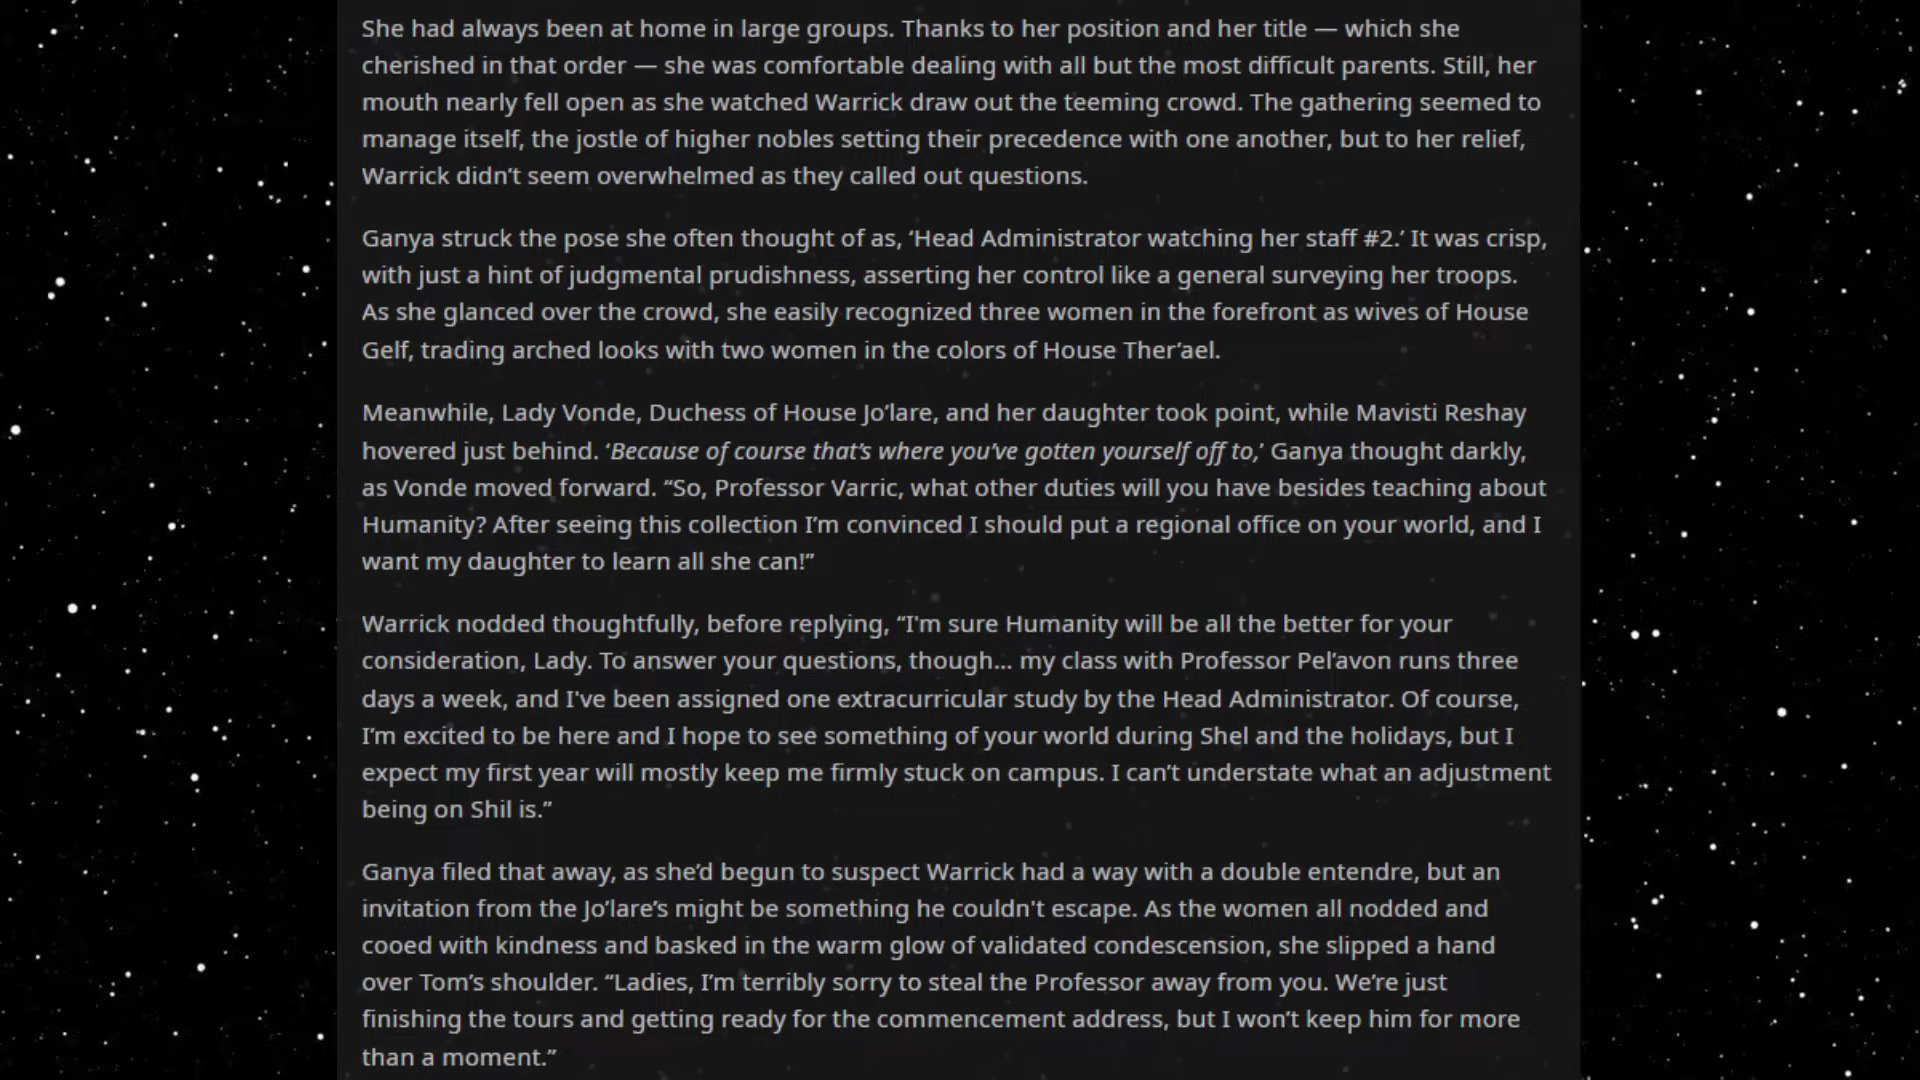 She had always been at home in large groups. Thanks to her position and her title — which she
cherished in that order — she was comfortable dealing with all but the most difficult parents. Still, her
mouth nearly fell open as she watched Warrick draw out the teeming crowd. The gathering seemed to
manage itself, the jostle of higher nobles setting their precedence with one another, but to her relief,
Warrick didn’t seem overwhelmed as they called out questions.
Ganya struck the pose she often thought of as, ‘Head Administrator watching her staff #2.’ It was crisp,
with just a hint of judgmental prudishness, asserting her control like a general surveying her troops.
As she glanced over the crowd, she easily recognized three women in the forefront as wives of House
Gelf, trading arched looks with two women in the colors of House Ther’ael.
Meanwhile, Lady Vonde, Duchess of House Jo’lare, and her daughter took point, while Mavisti Reshay
hovered just behind. ‘Because of course that’s where you’ve gotten yourself off to,’ Ganya thought darkly,
as Vonde moved forward. “So, Professor Varric, what other duties will you have besides teaching about
Humanity? After seeing this collection I’m convinced I should put a regional office on your world, and I
want my daughter to learn all she can!”
Warrick nodded thoughtfully, before replying, “I'm sure Humanity will be all the better for your
consideration, Lady. To answer your questions, though... my class with Professor Pel’avon runs three
days a week, and I've been assigned one extracurricular study by the Head Administrator. Of course,
I’m excited to be here and I hope to see something of your world during Shel and the holidays, but I
expect my first year will mostly keep me firmly stuck on campus. I can’t understate what an adjustment
being on Shil is.”
Ganya filed that away, as she’d begun to suspect Warrick had a way with a double entendre, but an
invitation from the Jo’lare’s might be something he couldn't escape. As the women all nodded and
cooed with kindness and basked in the warm glow of validated condescension, she slipped a hand
over Tom’s shoulder. “Ladies, I’m terribly sorry to steal the Professor away from you. We’re just
finishing the tours and getting ready for the commencement address, but I won’t keep him for more
than a moment.”